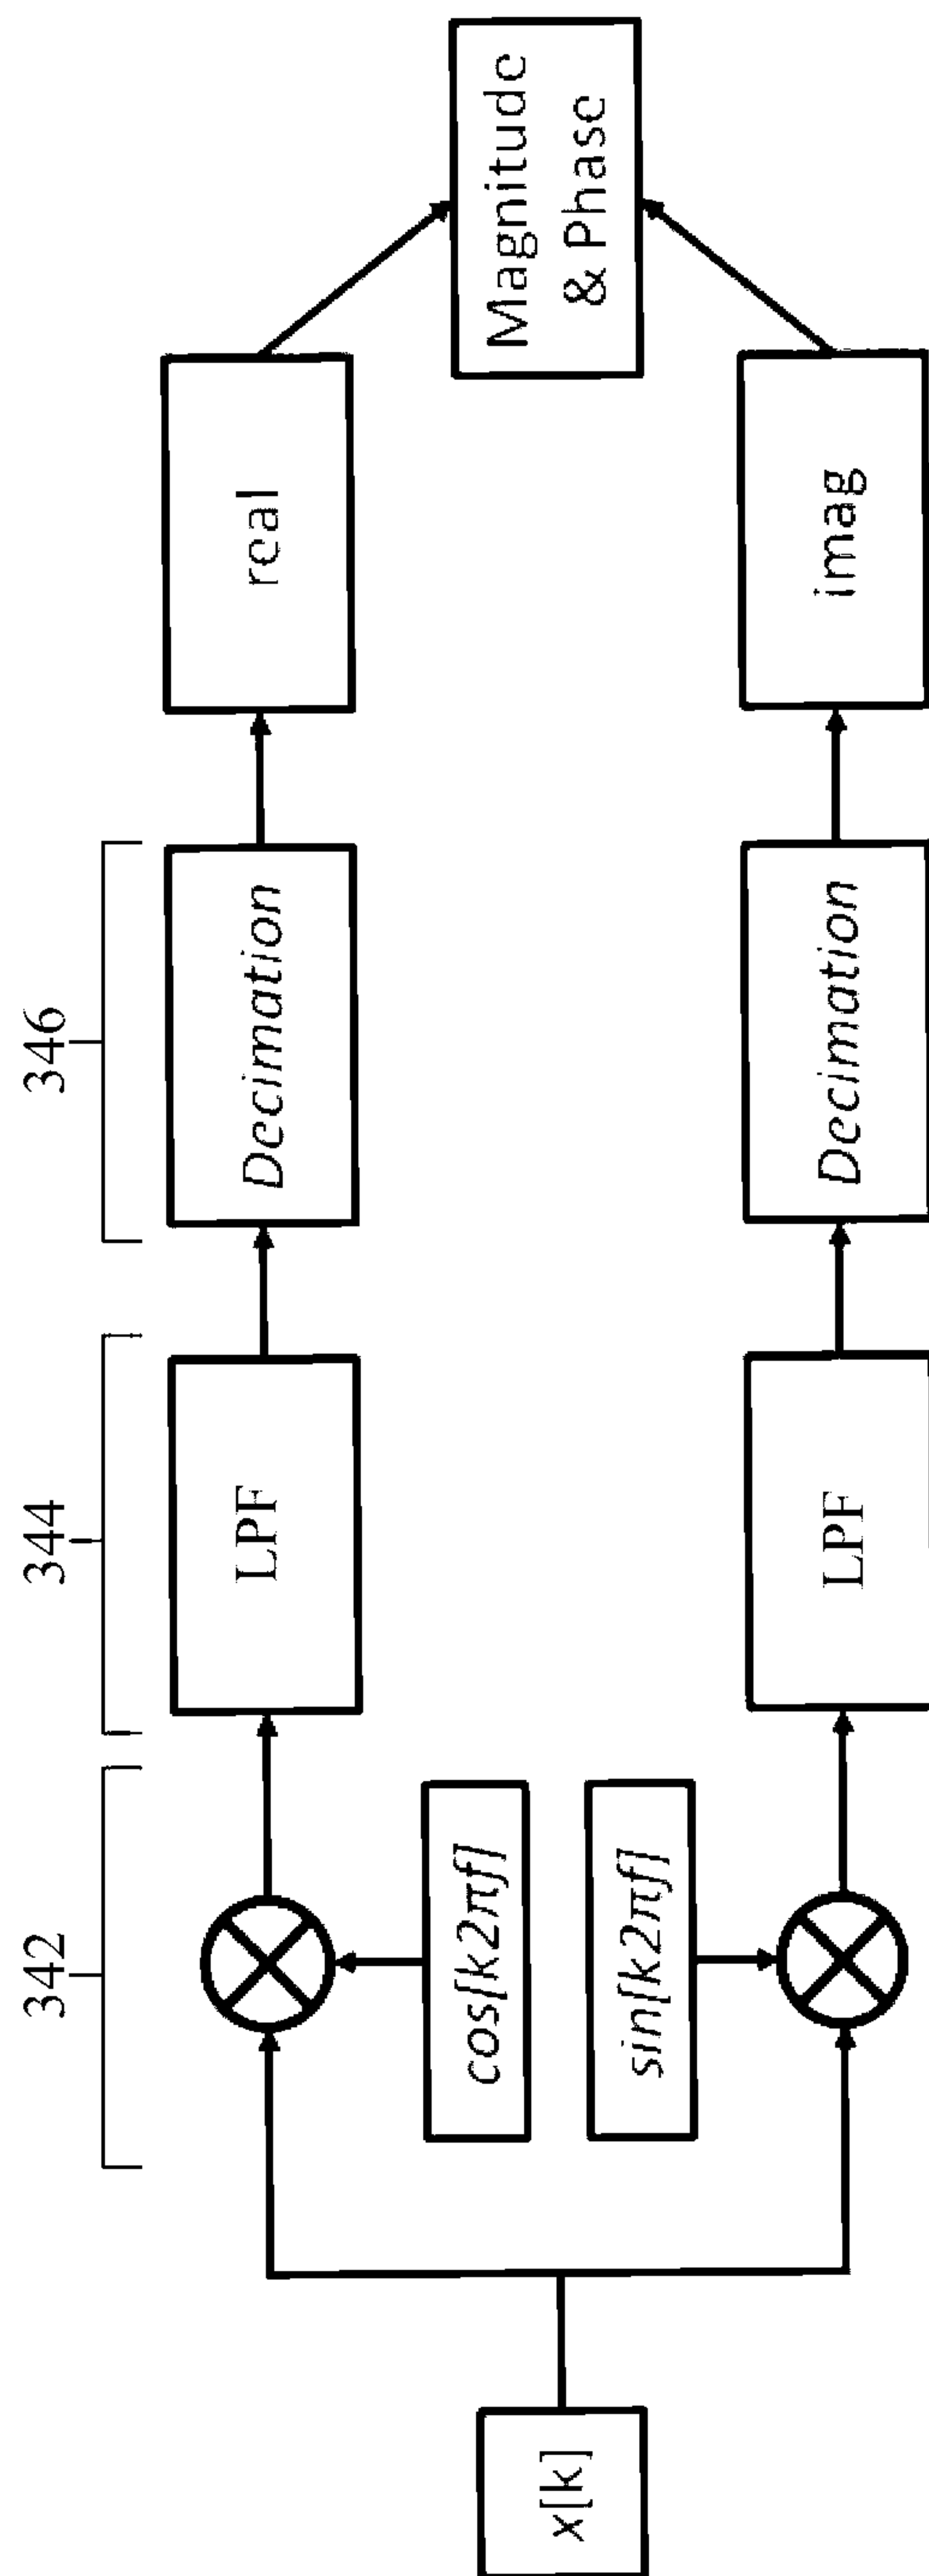 342
344
346
x[k]
cos[k2πf]
sin[k2πf]
LPF
Decimation
real
LPF
Decimation
imag
Magnitude
& Phase